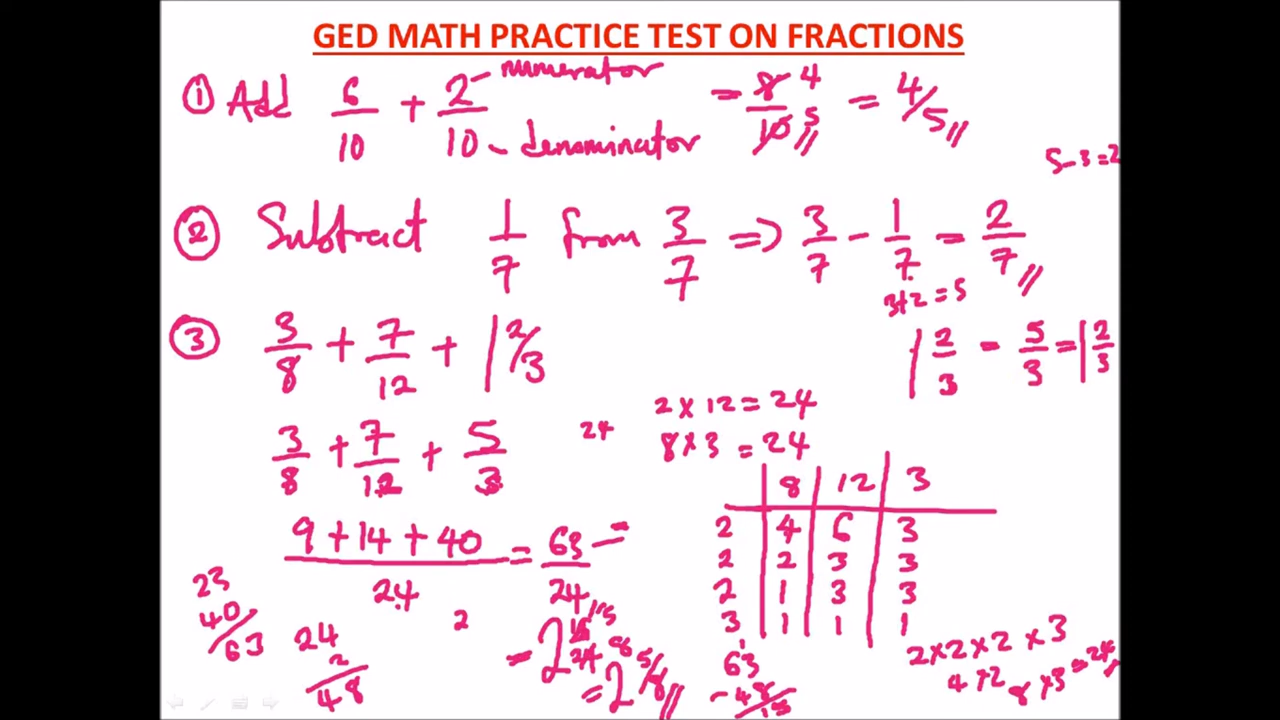 GED MATH PRACTICE TEST ON FRACTIONS
① Add 6/10 + 2/10 = 8/10 4 5 = 4/5
numerator
denominator
5-3=2
② Subtract 1/7 from 3/7 => 3/7 - 1/7 = 2/7
3+2=5
③ 3/8 + 7/12 + 1 2/3
1 2/3 = 5/3 = 1 2/3
3/8 + 7/12 + 5/3
24
2 x 12 = 24
8 x 3 = 24
8 12 3
2 4 6 3
2 2 3 3
2 1 3 3
3 1 1 1
9 + 14 + 40 / 24 = 63/24 =
23
40
63
24
2
48
2
= 2 15/24 5 8
= 2 5/8
63
-48
15
2x2x2 x 3
4 x 2
8 x 3 = 24